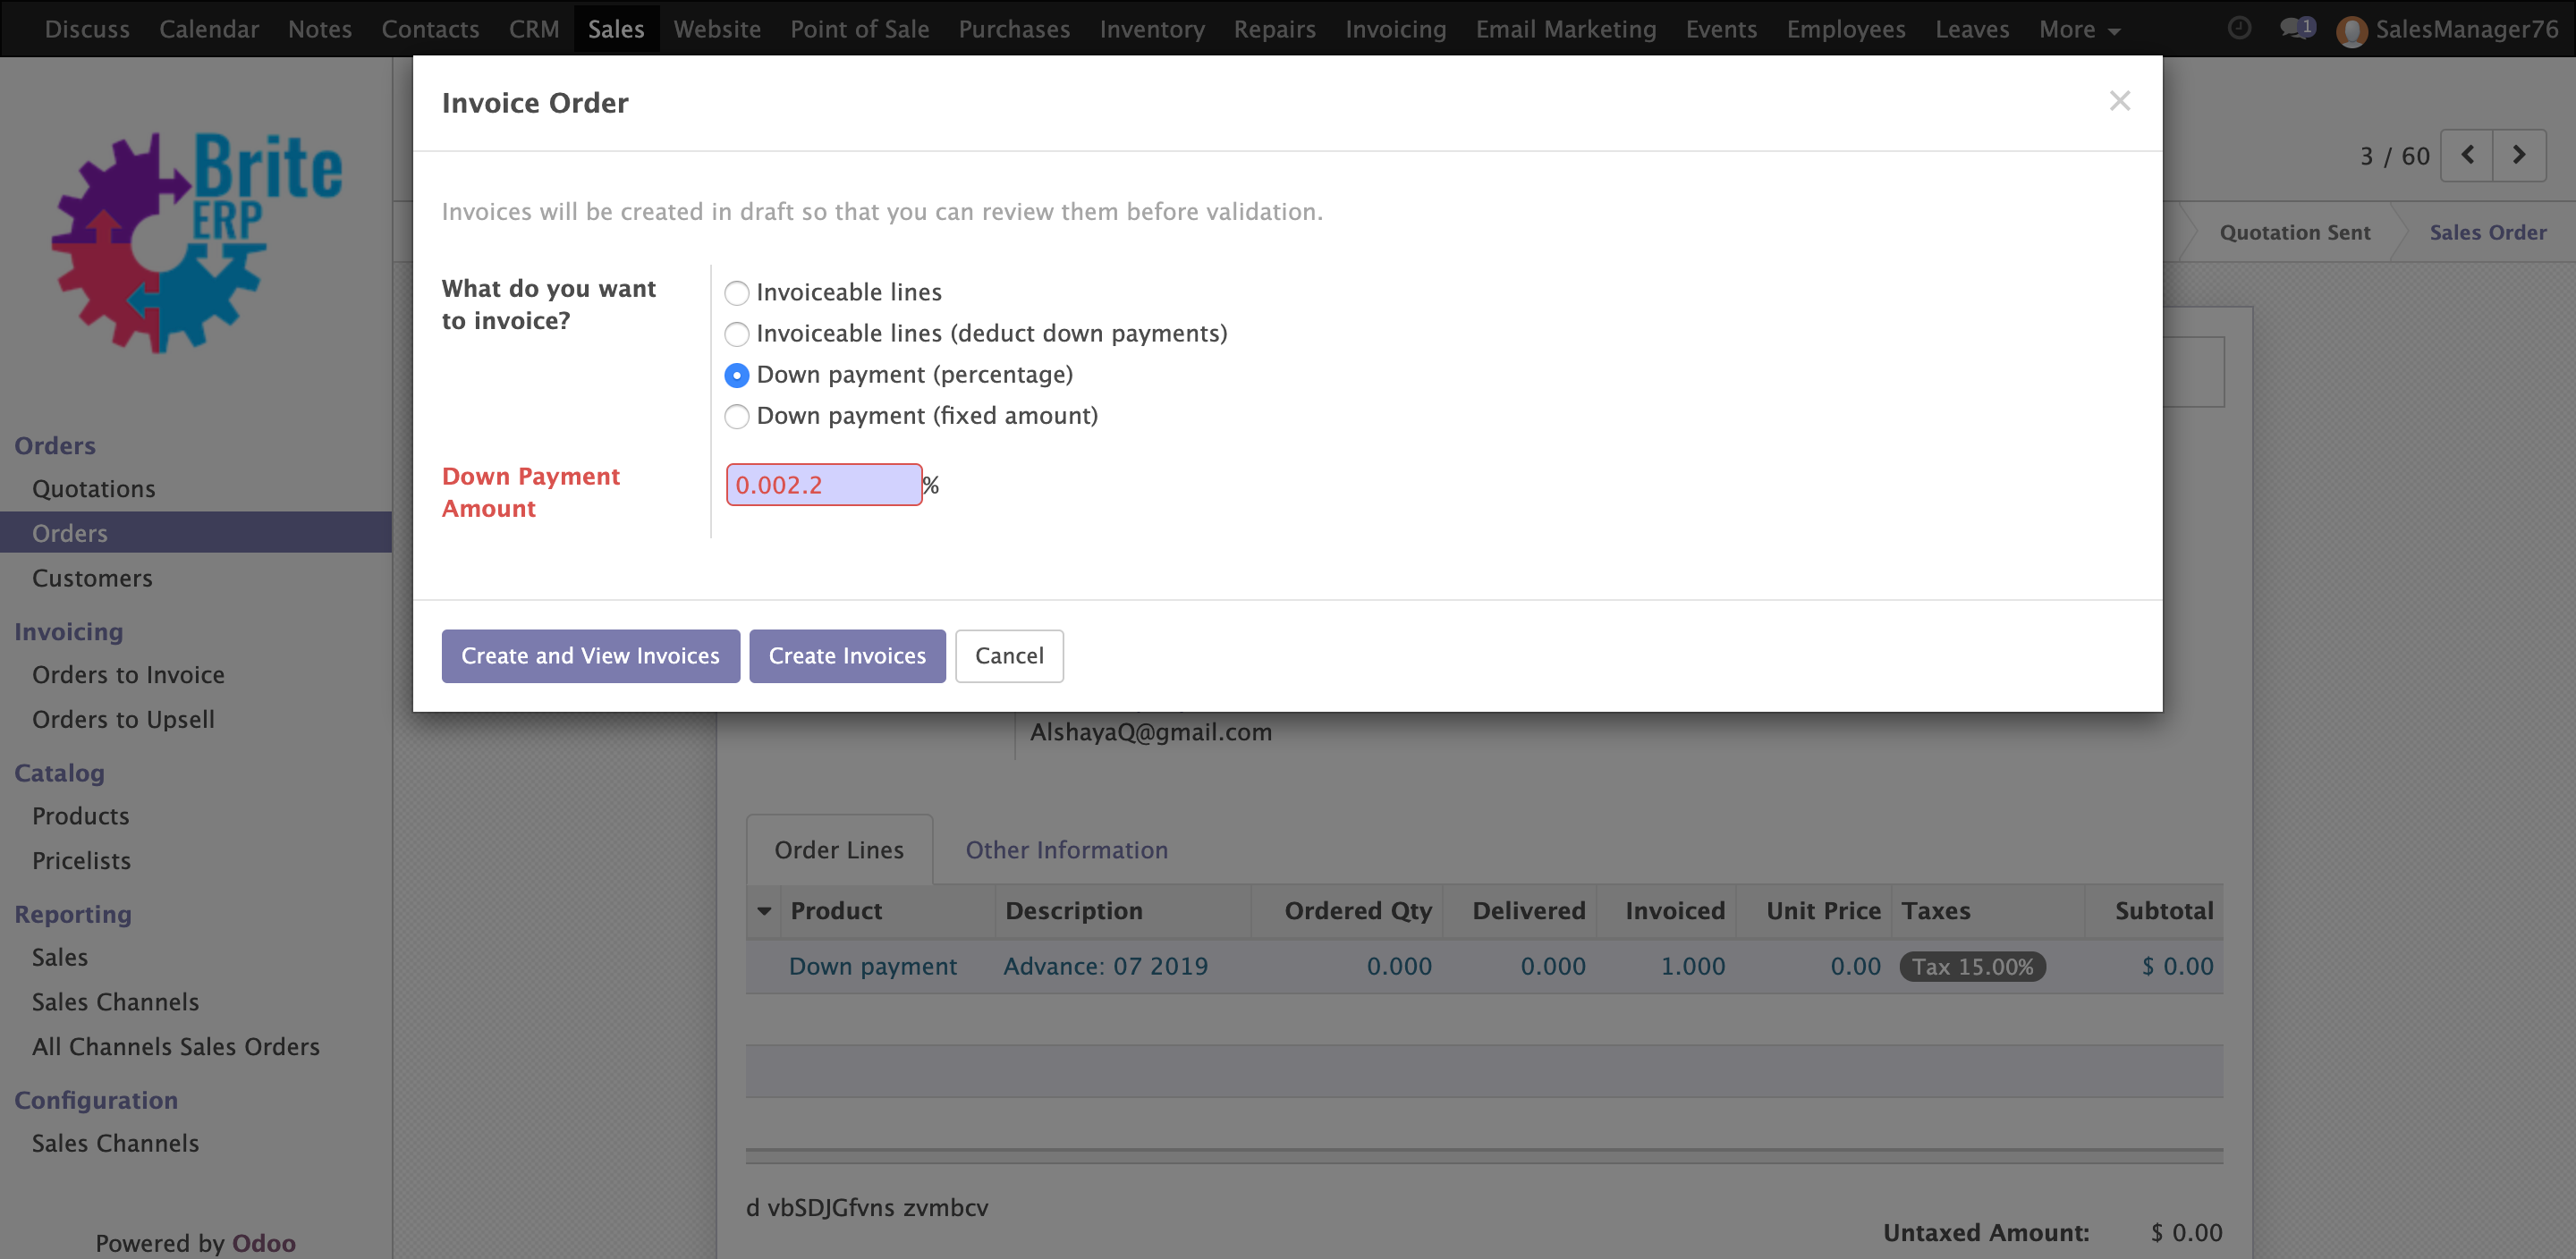 Discuss Calendar Notes Contacts CRM Sales Website Point of Sale Purchases Inventory Repairs Invoicing Email Marketing Events Employees Leaves More 1 SalesManager76
Brite
ERP
Orders
Quotations
Orders
Customers
Invoicing
Orders to Invoice
Orders to Upsell
Catalog
Products
Pricelists
Reporting
Sales
Sales Channels
All Channels Sales Orders
Configuration
Sales Channels
Powered by Odoo
3 / 60
Quotation Sent Sales Order
Invoice Order
Invoices will be created in draft so that you can review them before validation.
What do you want
to invoice?
Invoiceable lines
Invoiceable lines (deduct down payments)
Down payment (percentage)
Down payment (fixed amount)
Down Payment
Amount
0.002.2 %
Create and View Invoices Create Invoices Cancel
AlshayaQ@gmail.com
Order Lines Other Information
Product Description Ordered Qty Delivered Invoiced Unit Price Taxes Subtotal
Down payment Advance: 07 2019 0.000 0.000 1.000 0.00 Tax 15.00% $ 0.00
d vbSDJGfvns zvmbcv
Untaxed Amount: $ 0.00